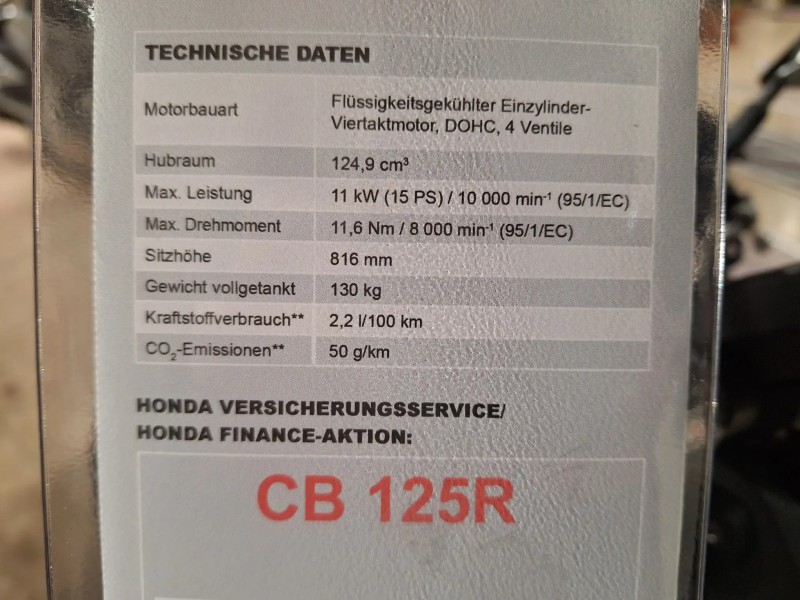 TECHNISCHE DATEN
Motorbauart Flüssigkeitsgekühlter Einzylinder-
Viertaktmotor, DOHC, 4 Ventile
Hubraum 124,9 cm³
Max. Leistung 11 kW (15 PS) / 10 000 min⁻¹ (95/1/EC)
Max. Drehmoment 11,6 Nm / 8 000 min⁻¹ (95/1/EC)
Sitzhöhe 816 mm
Gewicht vollgetankt 130 kg
Kraftstoffverbrauch** 2,2 l/100 km
CO₂-Emissionen** 50 g/km
HONDA VERSICHERUNGSSERVICE/
HONDA FINANCE-AKTION:
CB 125R